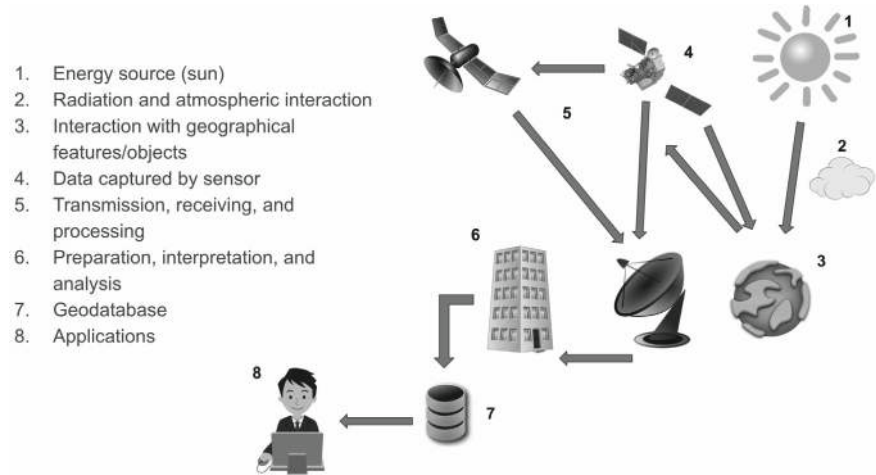 1. Energy source (sun)
2. Radiation and atmospheric interaction
3. Interaction with geographical
features/objects
4. Data captured by sensor
5. Transmission, receiving, and
processing
6. Preparation, interpretation, and
analysis
7. Geodatabase
8. Applications
1
4
5
2
6
3
8
7